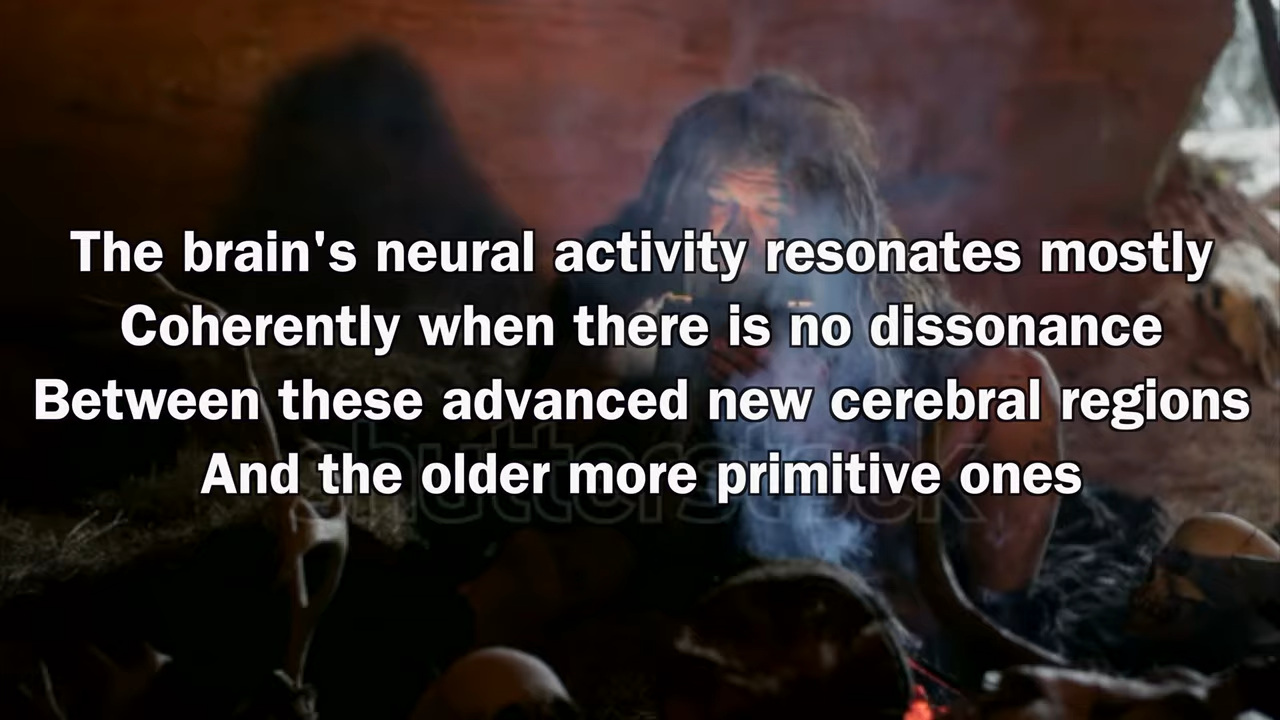 The brain's neural activity resonates mostly
Coherently when there is no dissonance
Between these advanced new cerebral regions
And the older more primitive ones
shutterstock